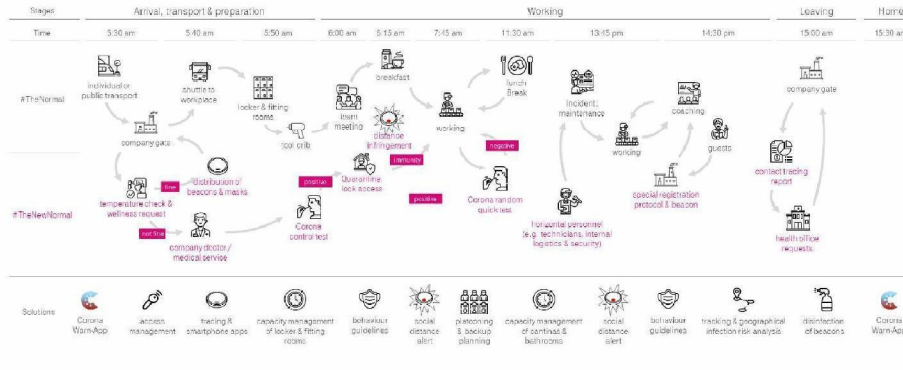 Stages
Arrival, transport & preparation
Working
Leaving
Home
Time
5:30 am
5:40 am
5:50 am
6:00 am
6:15 am
7:45 am
11:30 am
13:45 pm
14:30 pm
15:00 am
15:30 am
#TheNormal
individual or
public transport
shuttle to
workplace
locker & fitting
rooms
company gate
tool crib
team
meeting
breakfast
distance
infringement
working
lunch
Break
incident:
maintenance
working
coaching
guests
company gate
#TheNewNormal
temperature check &
wellness request
fine
not fine
distribution of
beacons & masks
company doctor /
medical service
Corona
control test
positive
Quarantine
lock access
immunity
positive
negative
Corona random
quick test
horizontal personnel
(e.g. technicians, internal
logistics & security)
special registration
protocol & beacon
contact tracing
report
health office
requests
Solutions
Corona
Warn-App
access
management
tracing &
smartphone apps
capacity management
of locker & fitting
rooms
behaviour
guidelines
social
distance
alert
platooning
& backup
planning
capacity management
of cantinas &
bathrooms
social
distance
alert
behaviour
guidelines
tracking & geographical
infection risk analysis
disinfection
of beacons
Corona
Warn-App